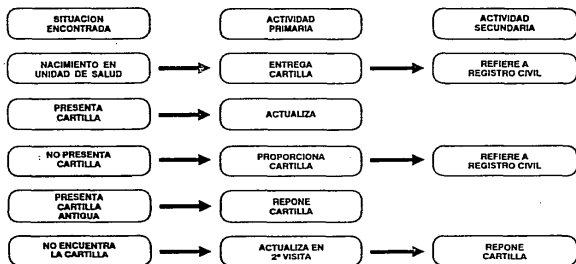 SITUACION
ENCONTRADA
ACTIVIDAD
PRIMARIA
ACTIVIDAD
SECUNDARIA
NACIMIENTO EN
UNIDAD DE SALUD
ENTREGA
CARTILLA
REFIERE A
REGISTRO CIVIL
PRESENTA
CARTILLA
ACTUALIZA
NO PRESENTA
CARTILLA
PROPORCIONA
CARTILLA
REFIERE A
REGISTRO CIVIL
PRESENTA
CARTILLA
ANTIGUA
REPONE
CARTILLA
NO ENCUENTRA
LA CARTILLA
ACTUALIZA EN
2ª VISITA
REPONE
CARTILLA